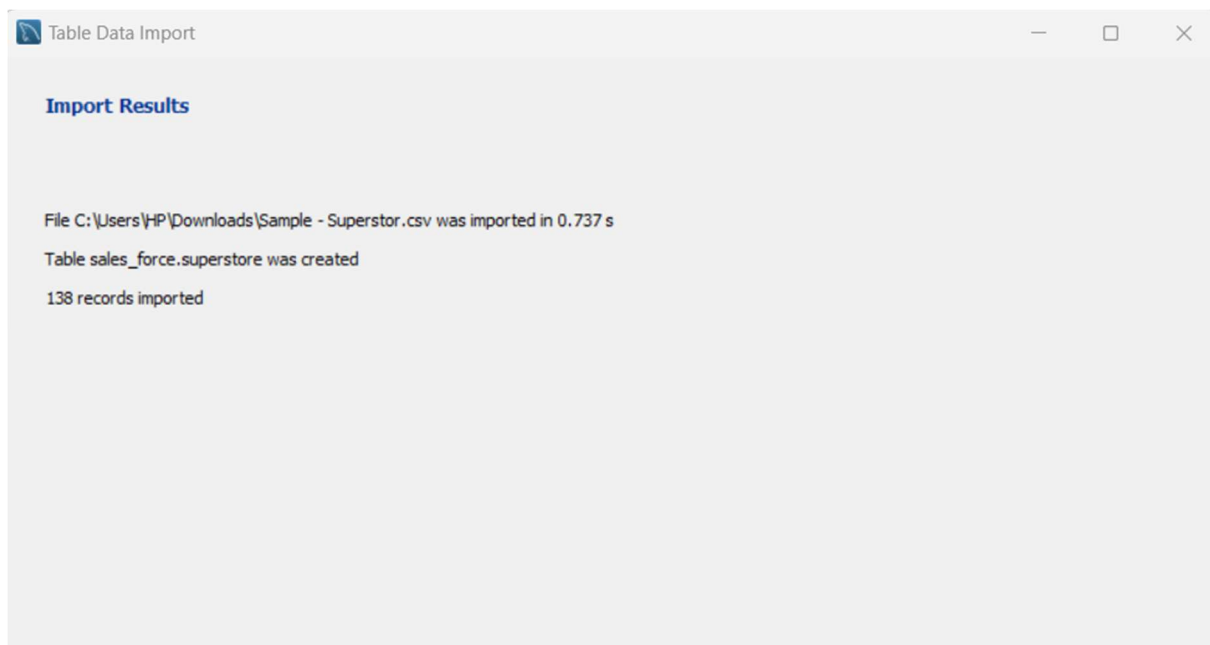 Table Data Import
Import Results
File C:\Users\HP\Downloads\Sample - Superstor.csv was imported in 0.737 s
Table sales_force.superstore was created
138 records imported